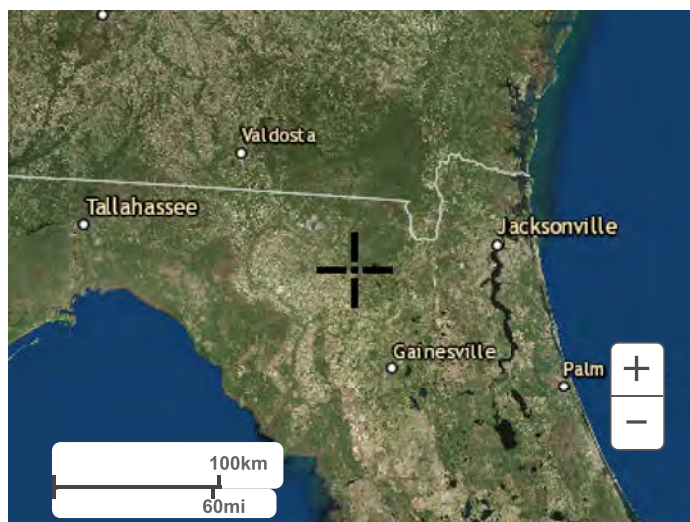 Valdosta
Tallahassee
Jacksonville
Gainesville
Palm
+
−
100km
60mi